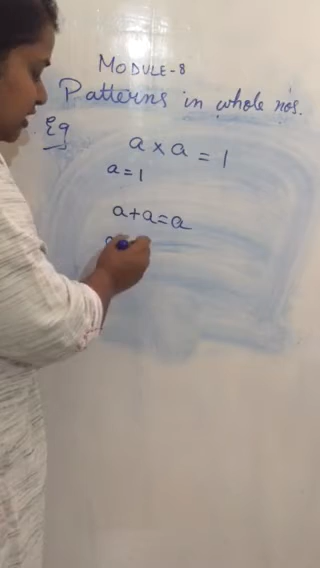 MODULE-8
Patterns in whole nos.
Eg
a × a = 1
a = 1
a + a = a